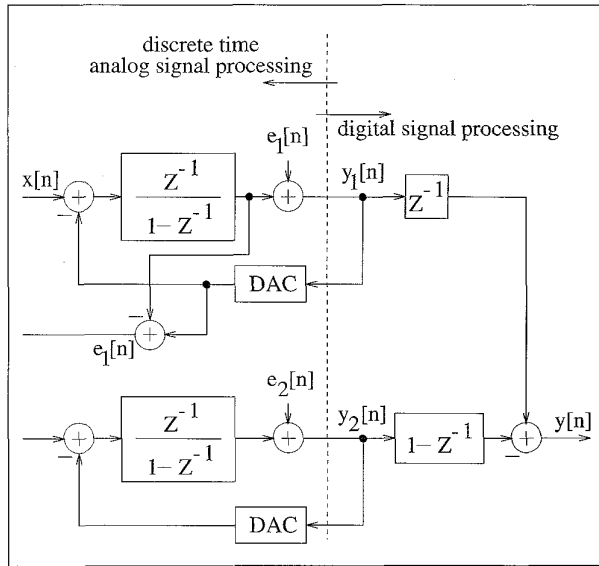 discrete time
analog signal processing
digital signal processing
e1[n]
x[n]
Z-1
1-Z-1
y1[n]
Z-1
DAC
e1[n]
e2[n]
Z-1
1-Z-1
y2[n]
1-Z-1
y[n]
DAC